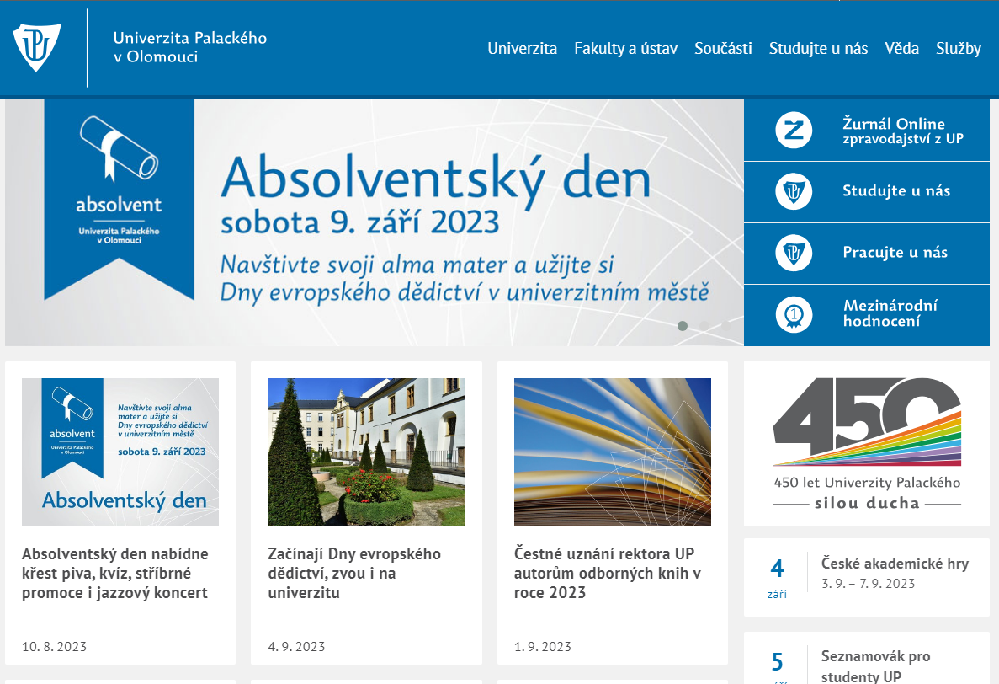 Univerzita Palackého
v Olomouci
Univerzita Fakulty a ústav Součásti Studujte u nás Věda Služby
absolvent
Univerzita Palackého
v Olomouci
Absolventský den
sobota 9. září 2023
Navštivte svoji alma mater a užijte si
Dny evropského dědictví v univerzitním městě
Žurnál Online
zpravodajství z UP
Studujte u nás
Pracujte u nás
1
Mezinárodní
hodnocení
absolvent
Univerzita Palackého
v Olomouci
Navštivte svoji alma
mater a užijte si
Dny evropského dědictví
v univerzitním městě
sobota 9. září 2023
Absolventský den
Absolventský den nabídne
křest piva, kvíz, stříbrné
promoce i jazzový koncert
10. 8. 2023
Začínají Dny evropského
dědictví, zvou i na
univerzitu
4. 9. 2023
Čestné uznání rektora UP
autorům odborných knih v
roce 2023
1. 9. 2023
450
450 let Univerzity Palackého
silou ducha
4
září
České akademické hry
3. 9. – 7. 9. 2023
5
Seznamovák pro
studenty UP